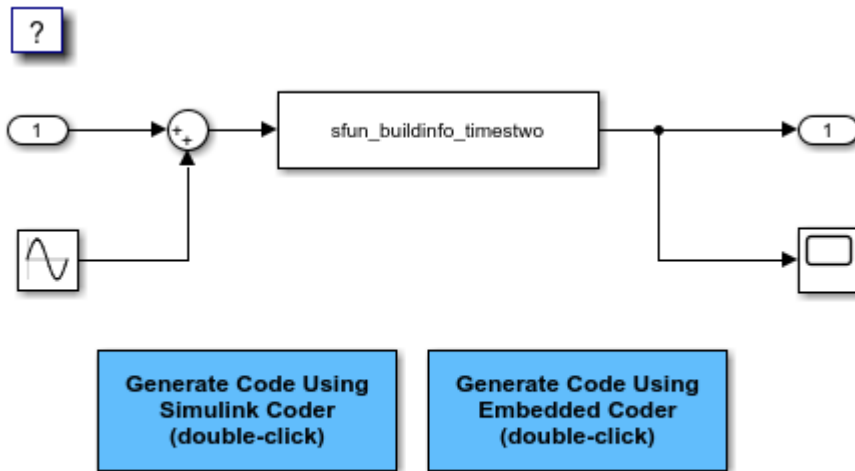 ?
1
+
+
sfun_buildinfo_timestwo
1
Generate Code Using
Simulink Coder
(double-click)
Generate Code Using
Embedded Coder
(double-click)